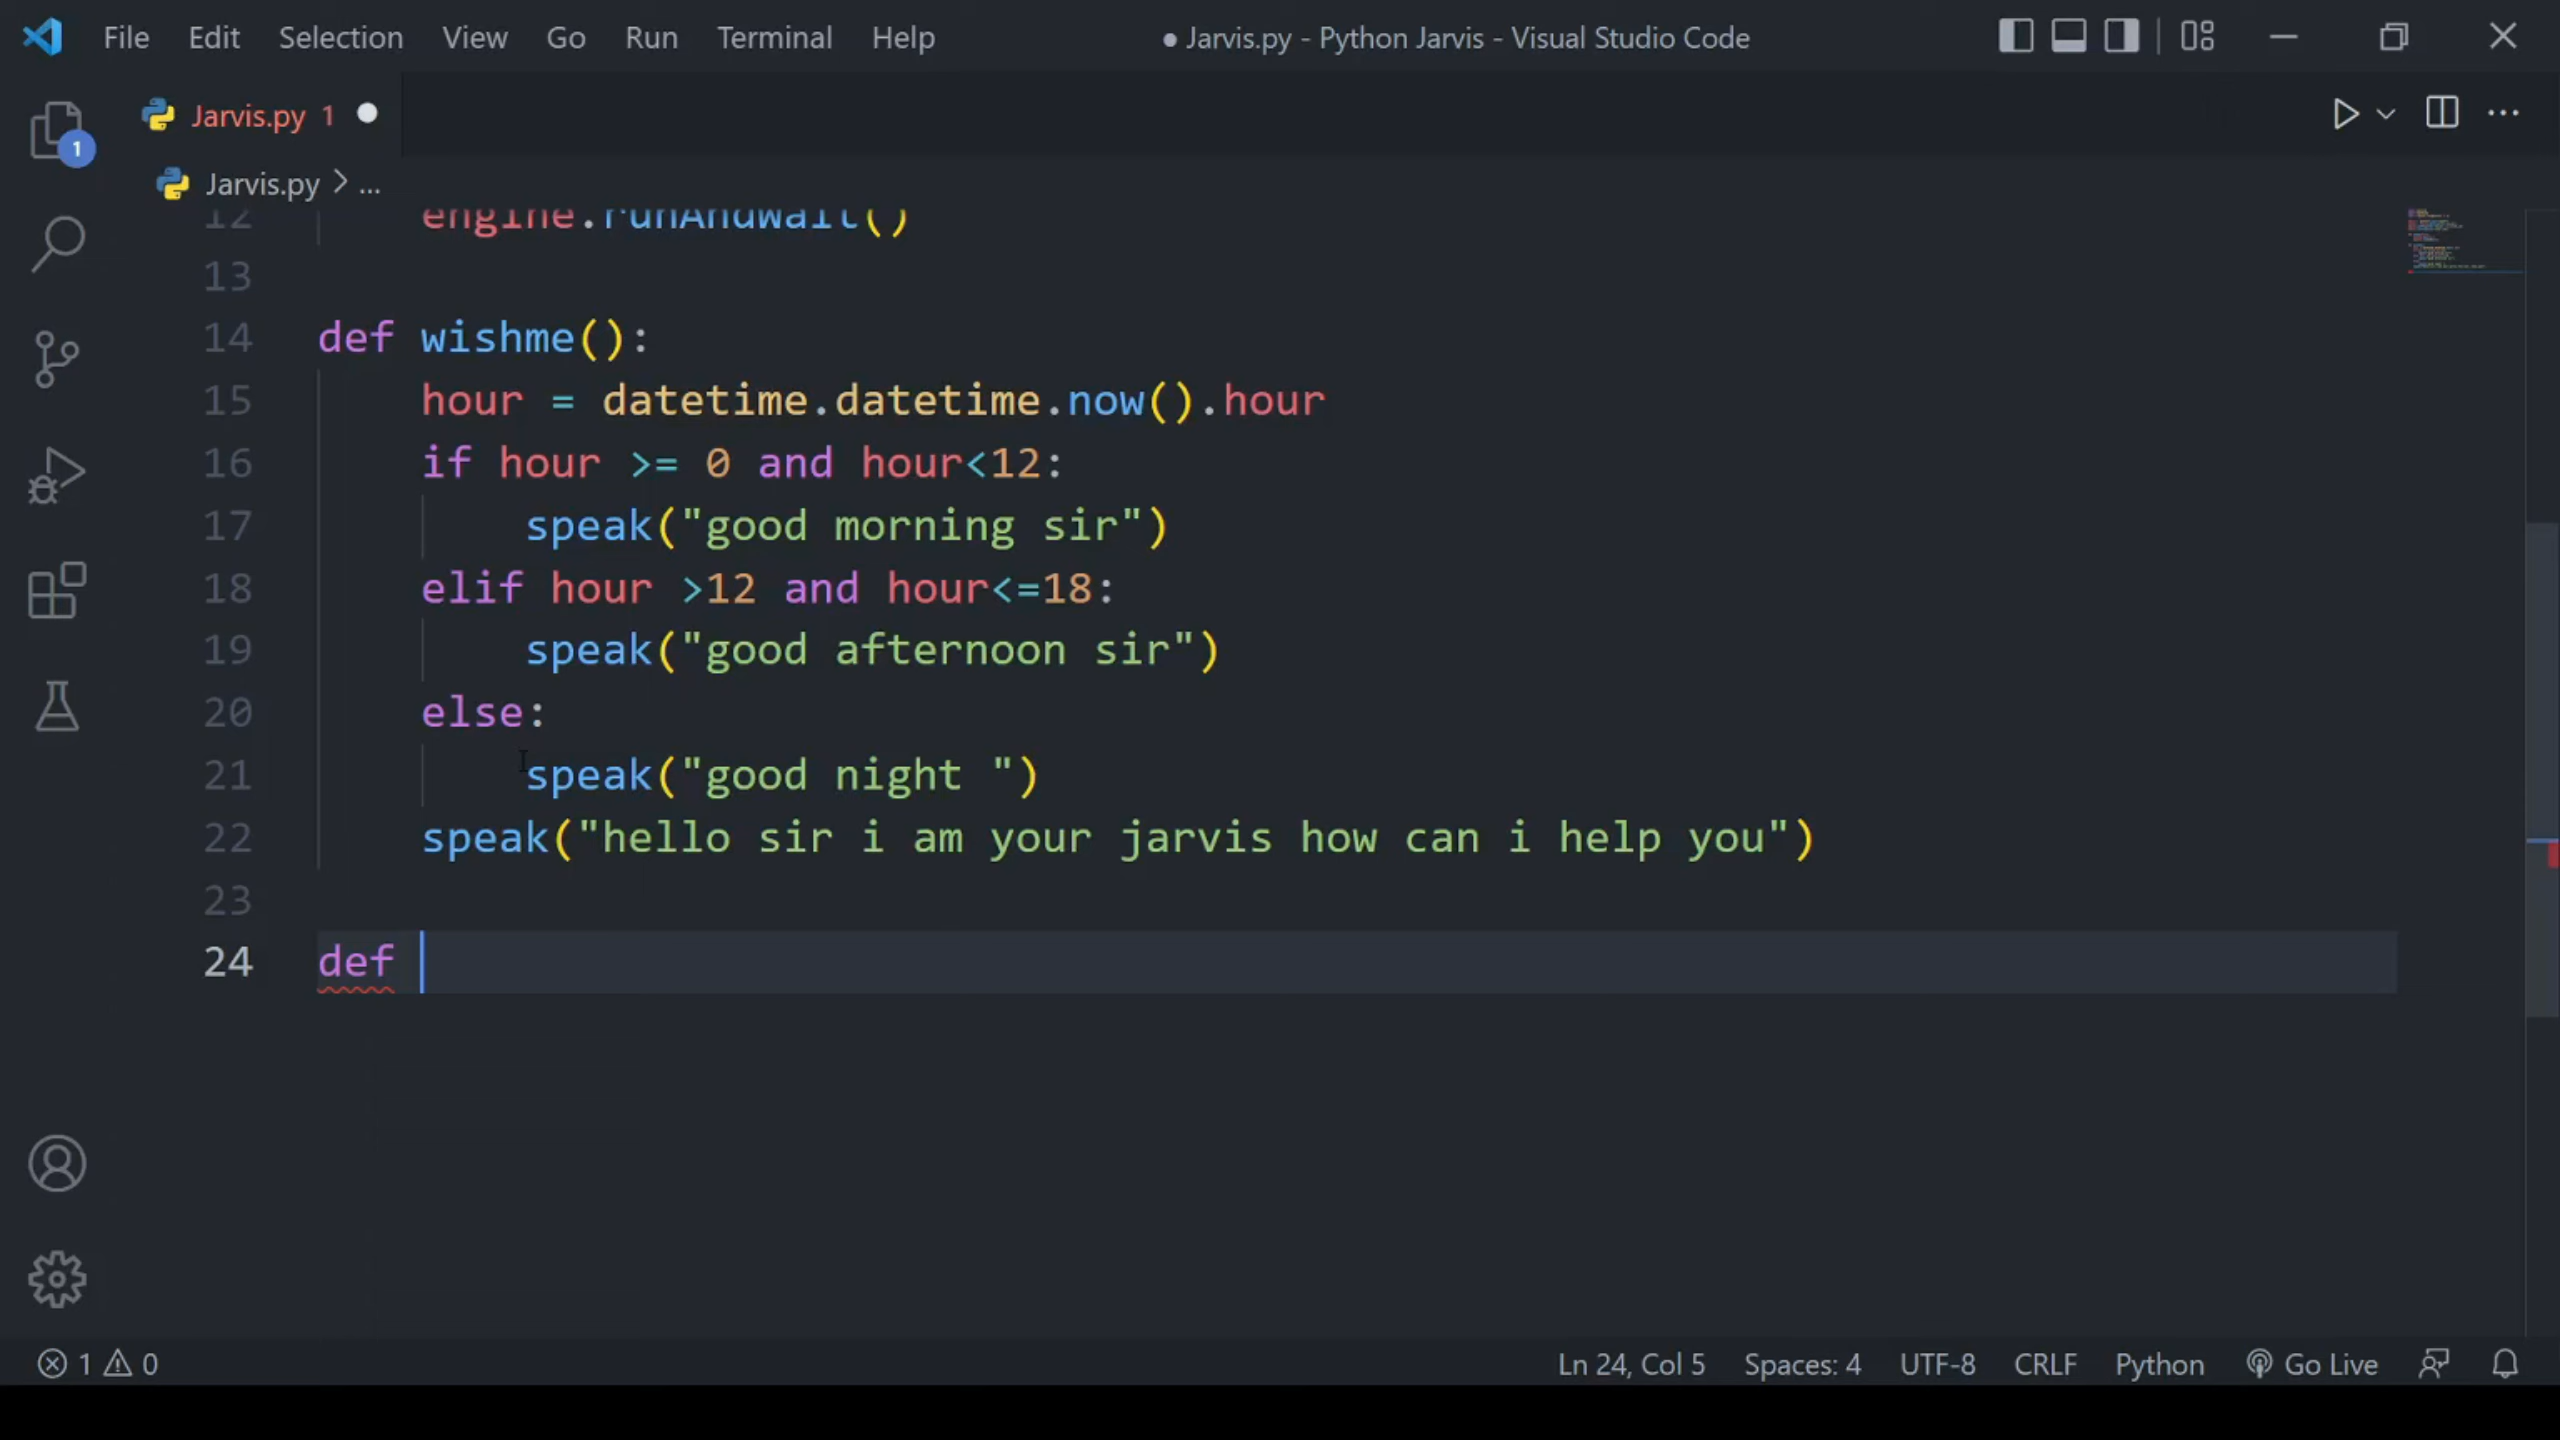 File Edit Selection View Go Run Terminal Help ● Jarvis.py - Python Jarvis - Visual Studio Code
Jarvis.py 1
1
Jarvis.py > ...
12 engine.runAndWait()
13
14 def wishme():
15 hour = datetime.datetime.now().hour
16 if hour >= 0 and hour<12:
17 speak("good morning sir")
18 elif hour >12 and hour<=18:
19 speak("good afternoon sir")
20 else:
21 speak("good night ")
22 speak("hello sir i am your jarvis how can i help you")
23
24 def
1 0 Ln 24, Col 5 Spaces: 4 UTF-8 CRLF Python Go Live